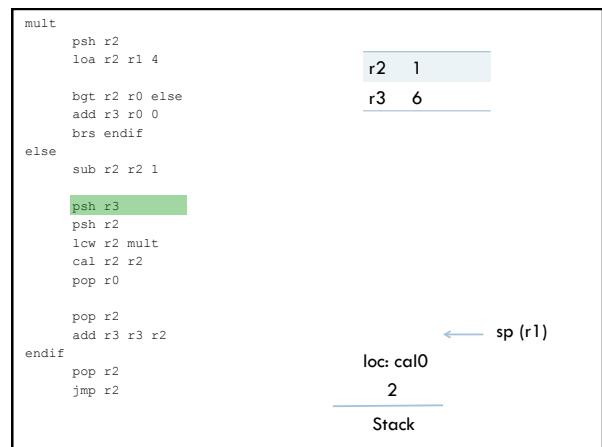 mult
psh r2
loa r2 r1 4
bgt r2 r0 else
add r3 r0 0
brs endif
else
sub r2 r2 1
psh r3
psh r2
lcw r2 mult
cal r2 r2
pop r0
pop r2
add r3 r3 r2
endif
pop r2
jmp r2
r2 1
r3 6
sp (r1)
loc: cal0
2
Stack